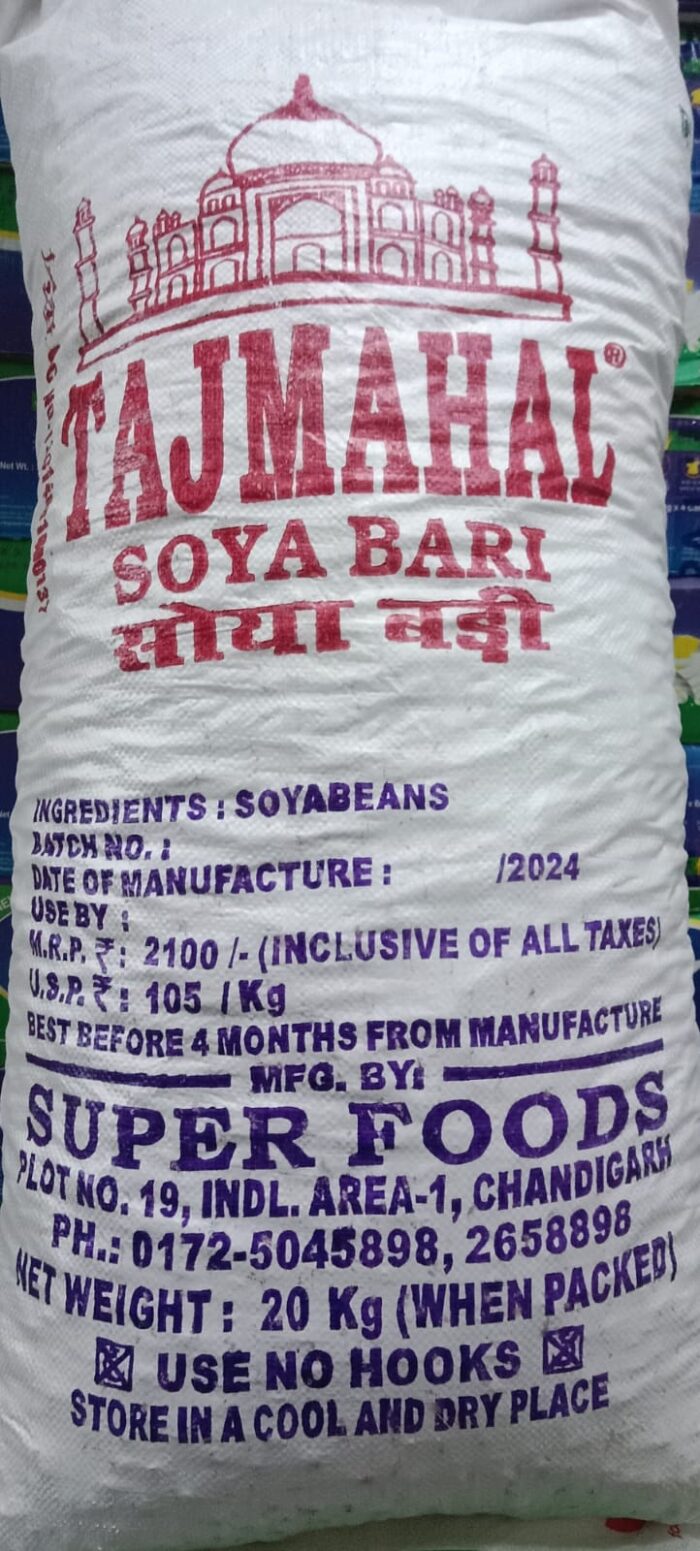 TAJMAHAL®
SOYA BARI
सोया बड़ी
INGREDIENTS : SOYABEANS
BATCH NO. :
DATE OF MANUFACTURE : /2024
USE BY :
M.R.P. ₹ : 2100 /- (INCLUSIVE OF ALL TAXES)
U.S.P. ₹ : 105 / Kg
BEST BEFORE 4 MONTHS FROM MANUFACTURE
MFG. BY:
SUPER FOODS
PLOT NO. 19, INDL. AREA-1, CHANDIGARH
PH.: 0172-5045898, 2658898
NET WEIGHT : 20 Kg (WHEN PACKED)
USE NO HOOKS
STORE IN A COOL AND DRY PLACE
Net Wt.